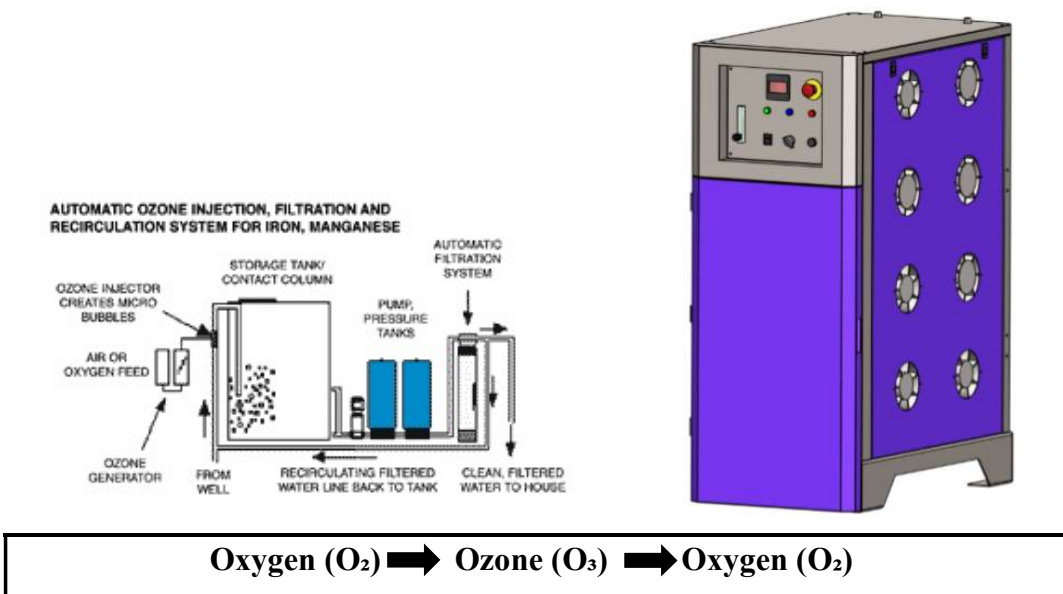 AUTOMATIC OZONE INJECTION, FILTRATION AND
RECIRCULATION SYSTEM FOR IRON, MANGANESE
AUTOMATIC
FILTRATION
SYSTEM
STORAGE TANK/
CONTACT COLUMN
OZONE INJECTOR
CREATES MICRO
BUBBLES
PUMP,
PRESSURE
TANKS
AIR OR
OXYGEN FEED
OZONE
GENERATOR
FROM
WELL
RECIRCULATING FILTERED
WATER LINE BACK TO TANK
CLEAN, FILTERED
WATER TO HOUSE
Oxygen (O₂) ➡ Ozone (O₃) ➡ Oxygen (O₂)